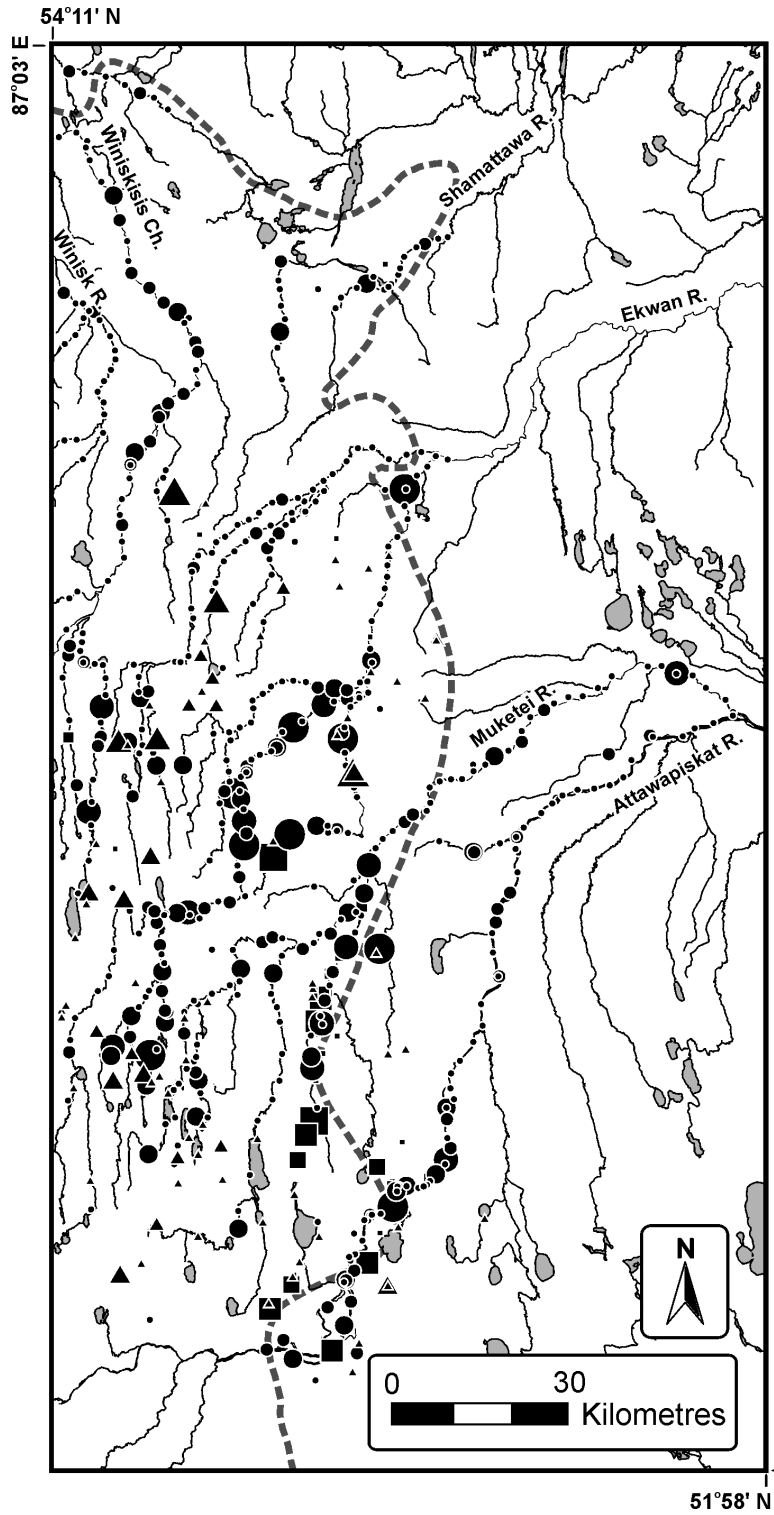 54°11' N
87°03' E
Winiskisis Ch.
Shamattawa R.
Winisk R.
Ekwan R.
Muketei R.
Attawapiskat R.
N
0 30
Kilometres
51°58' N